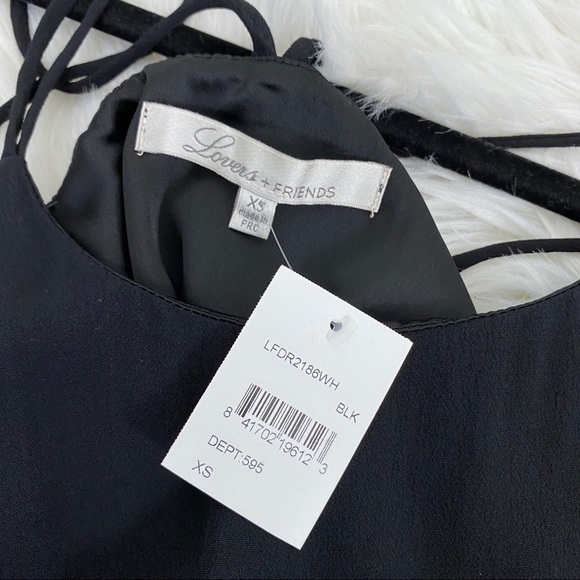 Lovers + FRIENDS
XS
made in
PRC
LFDR2186WH
BLK
8 41702 19612 3
DEPT:595
XS